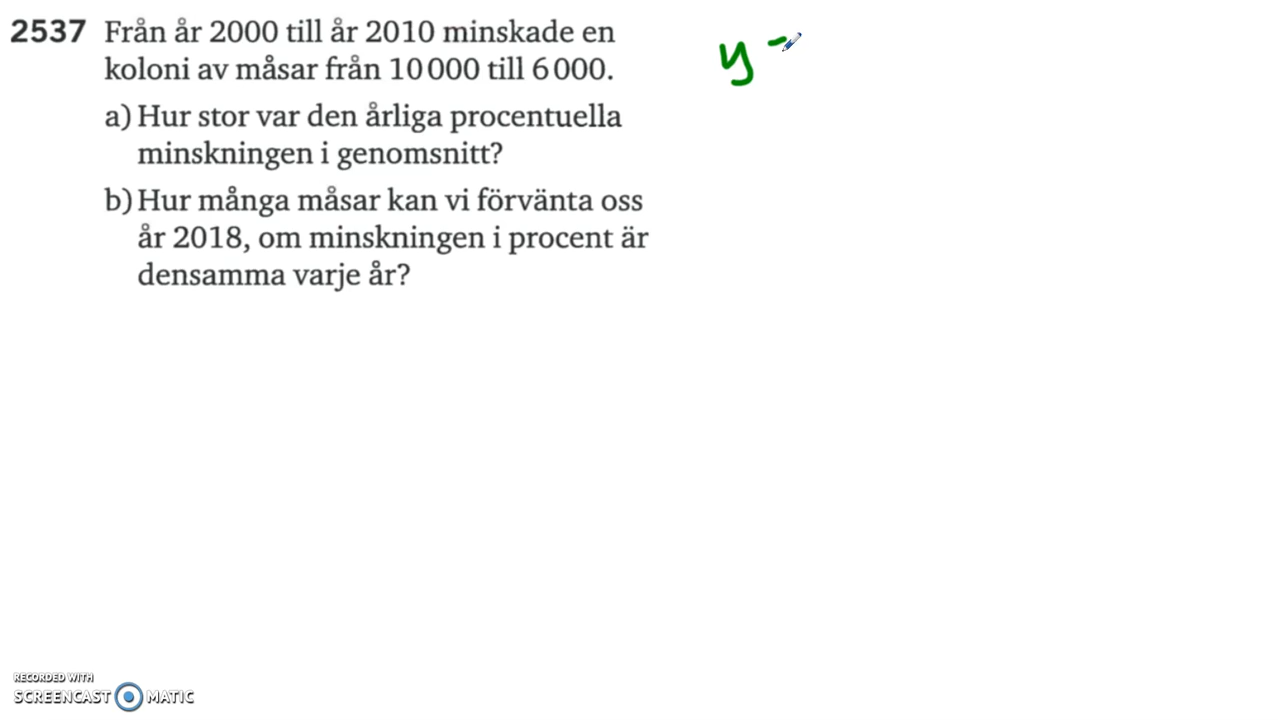 2537 Från år 2000 till år 2010 minskade en
koloni av måsar från 10 000 till 6 000.
a) Hur stor var den årliga procentuella
minskningen i genomsnitt?
b) Hur många måsar kan vi förvänta oss
år 2018, om minskningen i procent är
densamma varje år?
y -
RECORDED WITH
SCREENCAST MATIC